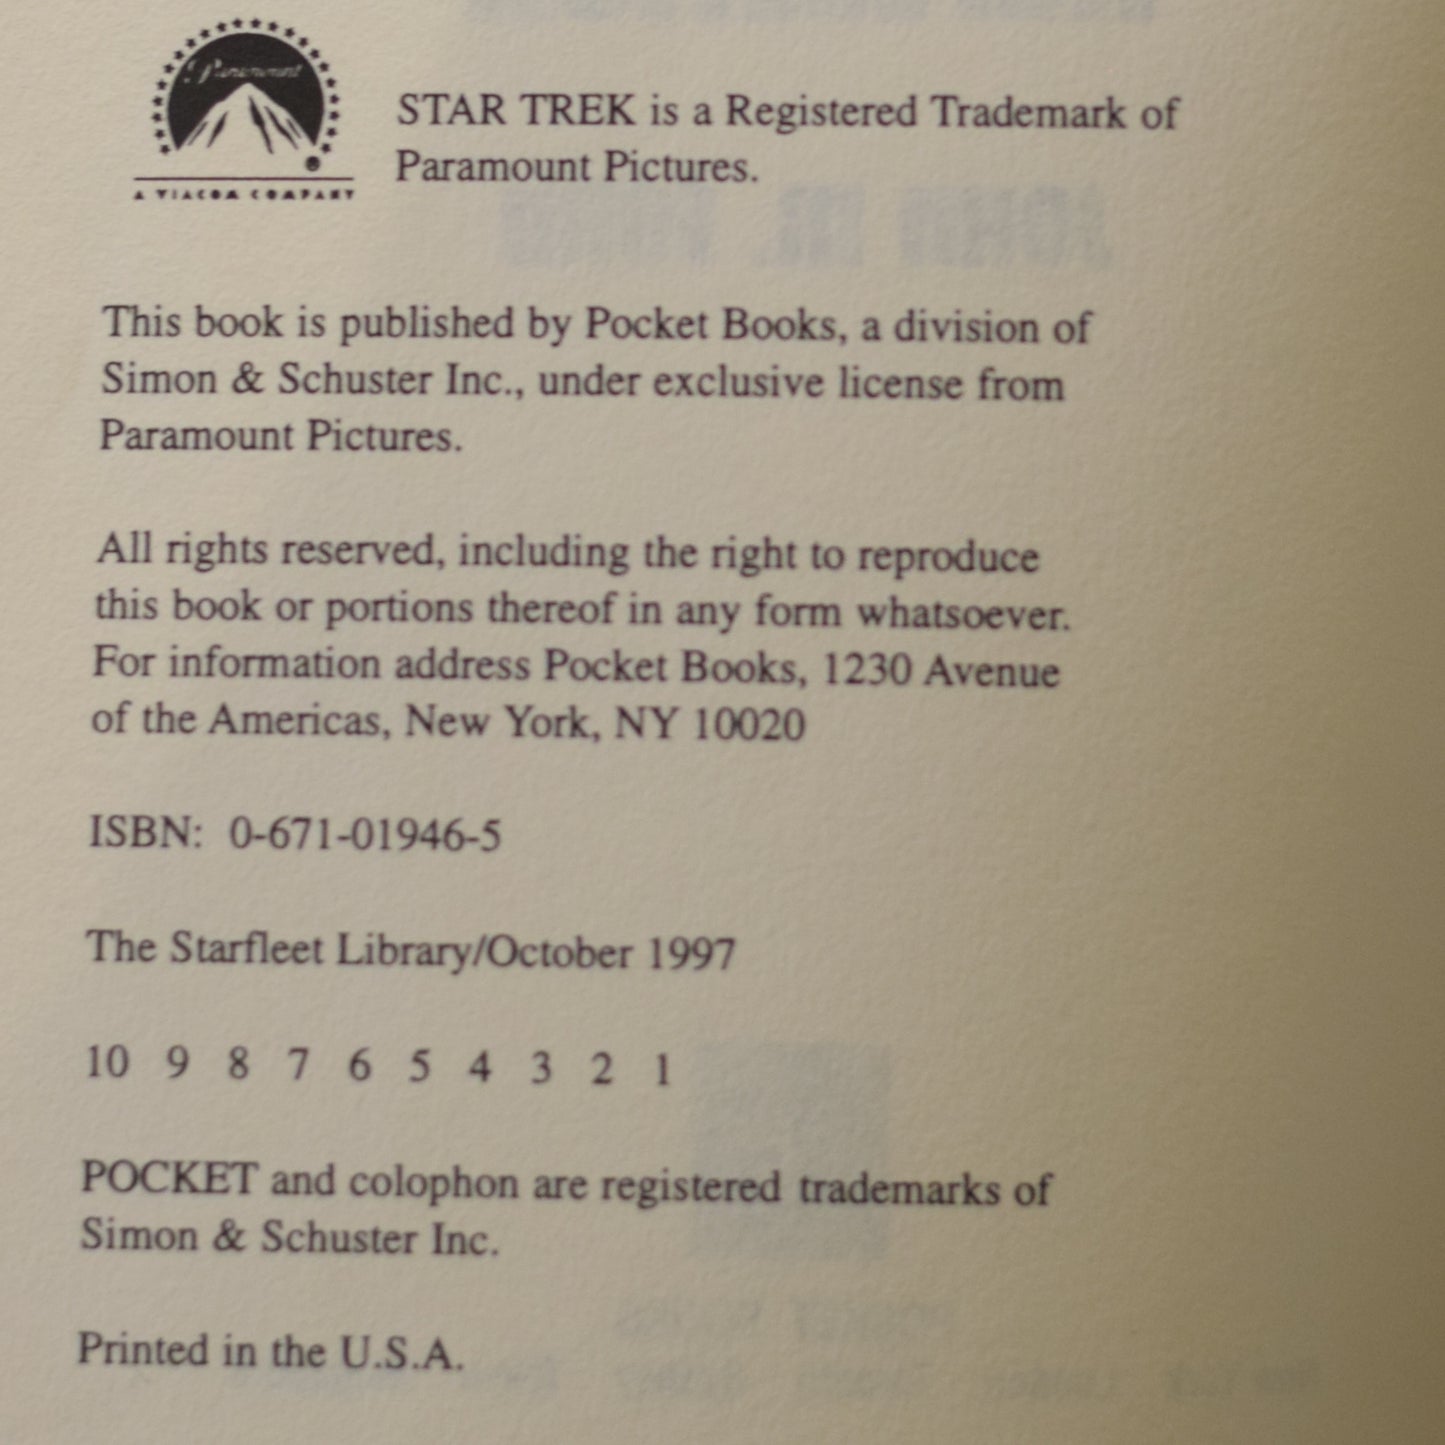 Paramount
A VIACOM COMPANY
STAR TREK is a Registered Trademark of
Paramount Pictures.
This book is published by Pocket Books, a division of
Simon & Schuster Inc., under exclusive license from
Paramount Pictures.
All rights reserved, including the right to reproduce
this book or portions thereof in any form whatsoever.
For information address Pocket Books, 1230 Avenue
of the Americas, New York, NY 10020
ISBN: 0-671-01946-5
The Starfleet Library/October 1997
10 9 8 7 6 5 4 3 2 1
POCKET and colophon are registered trademarks of
Simon & Schuster Inc.
Printed in the U.S.A.